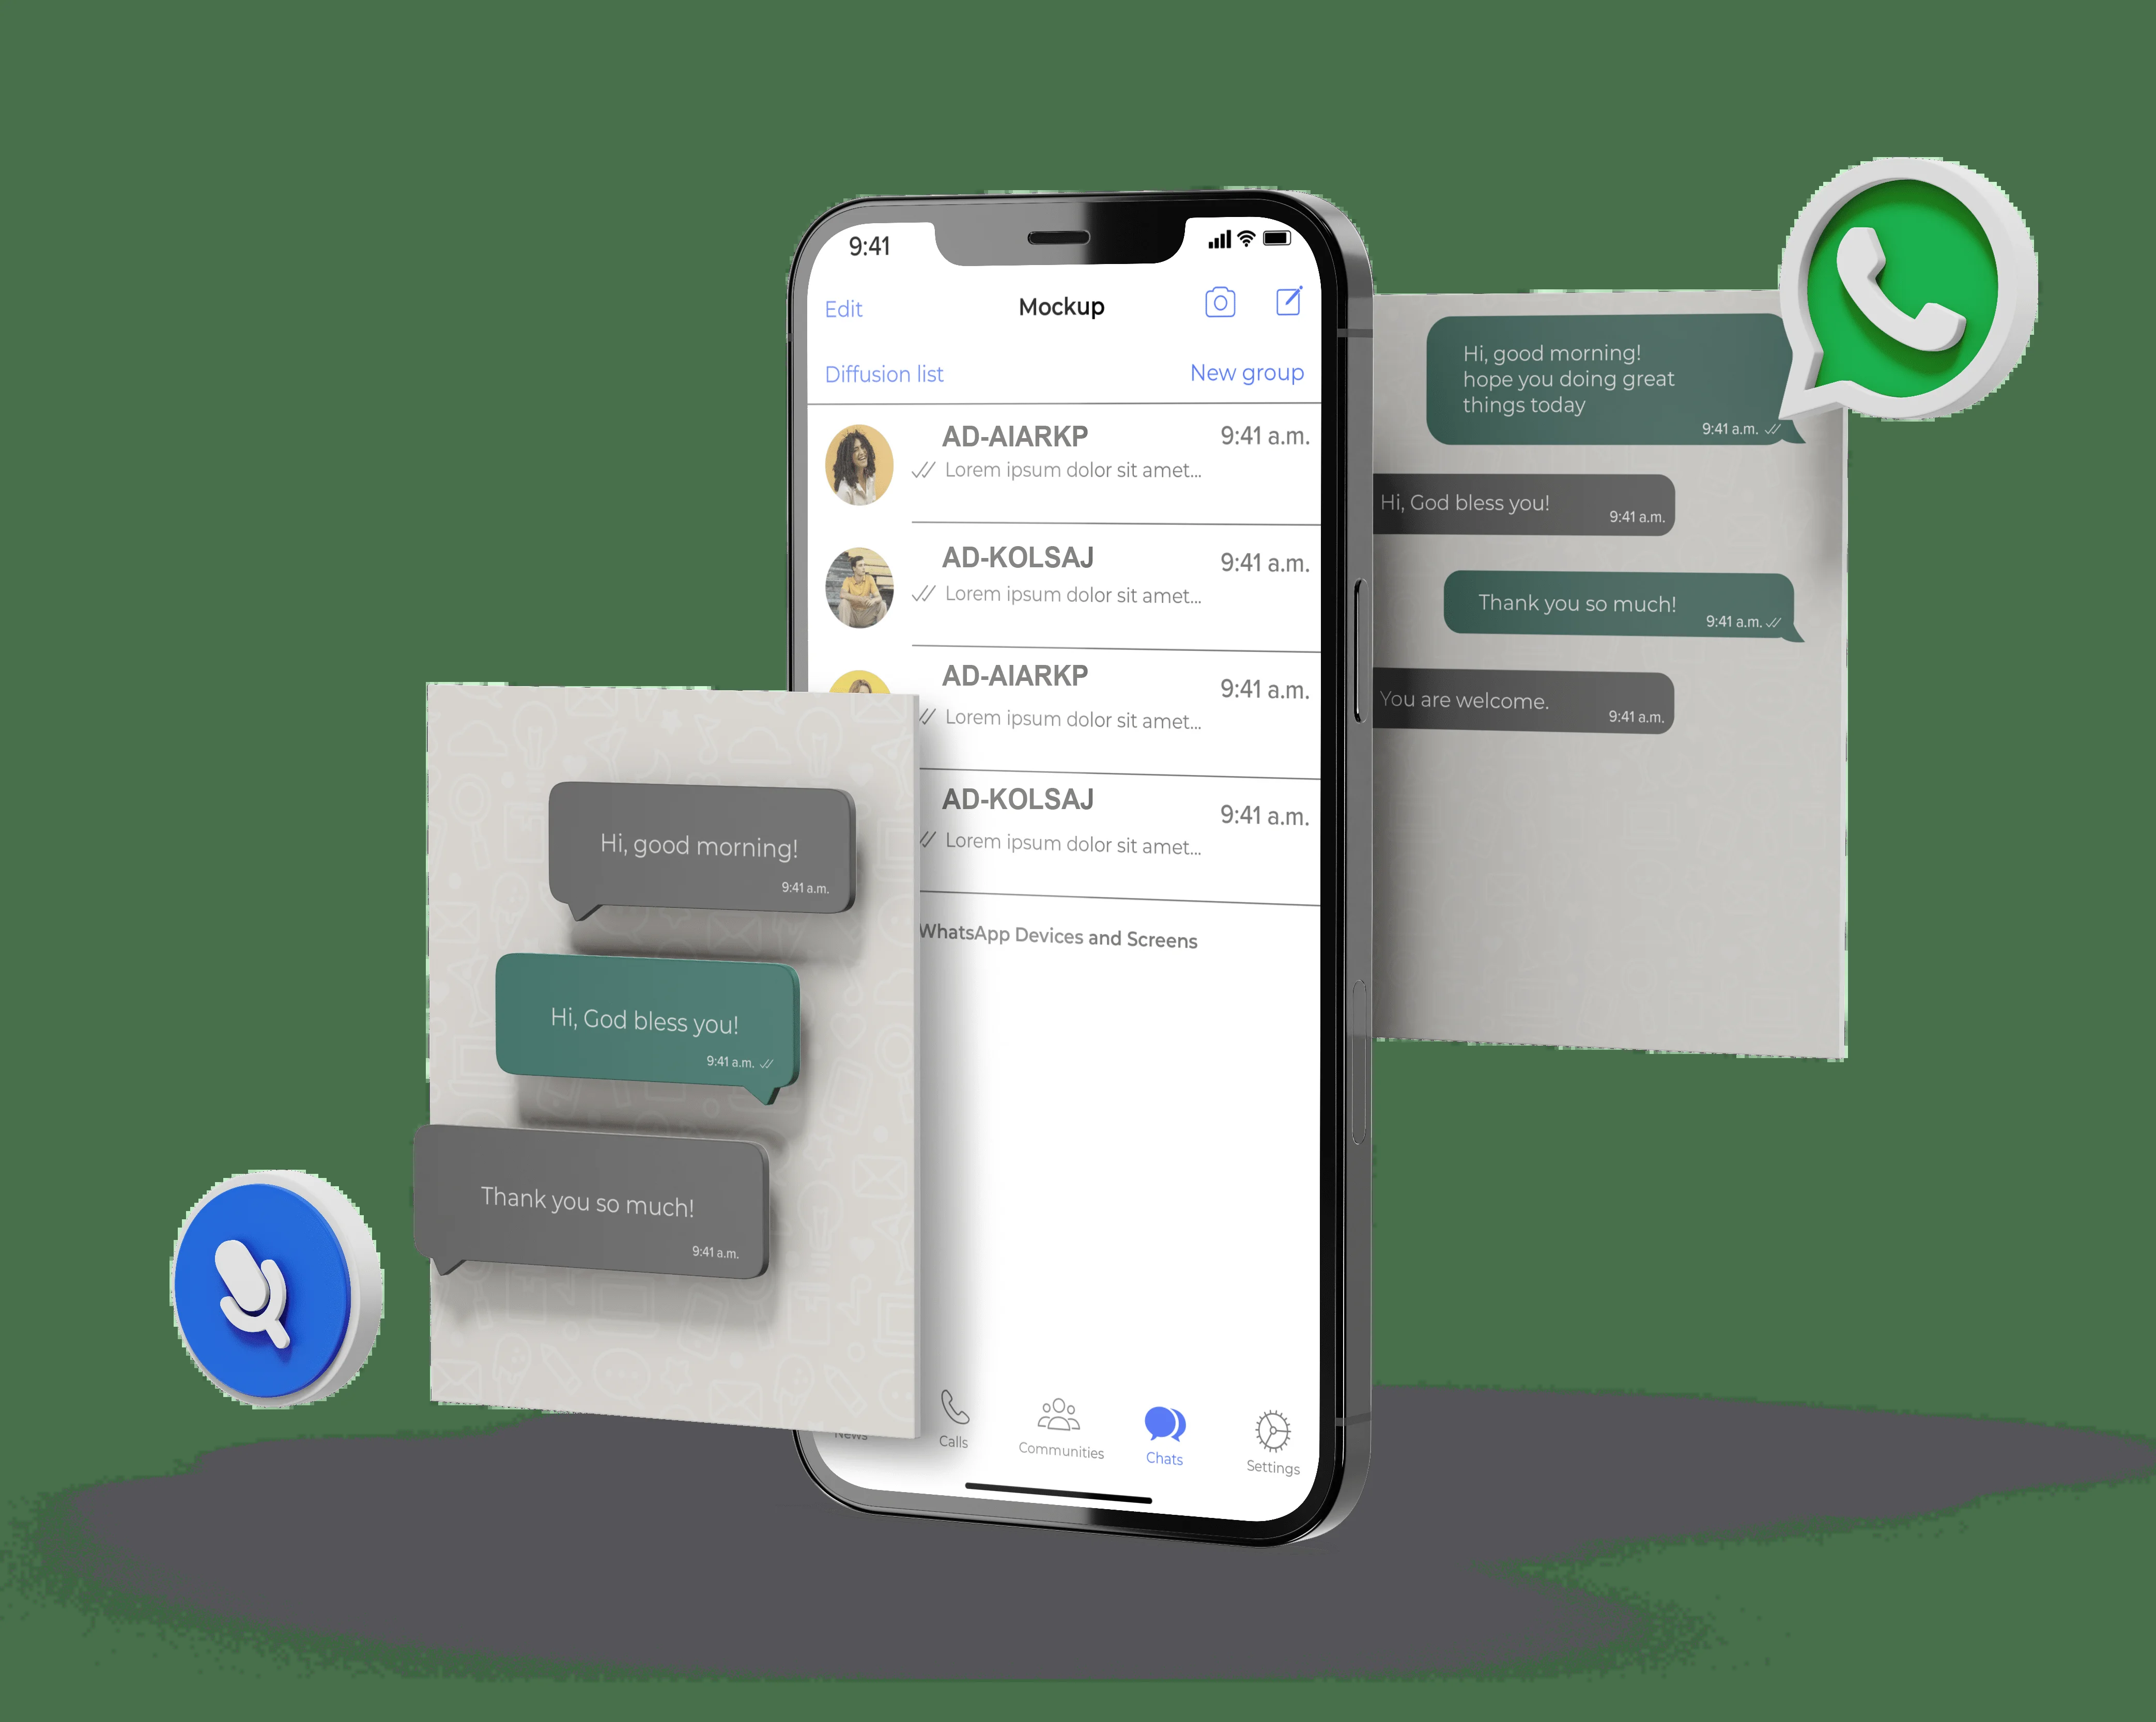 9:41
Edit
Mockup
Diffusion list
New group
AD-AIARKP
9:41 a.m.
Lorem ipsum dolor sit amet...
AD-KOLSAJ
9:41 a.m.
Lorem ipsum dolor sit amet...
AD-AIARKP
9:41 a.m.
Lorem ipsum dolor sit amet...
AD-KOLSAJ
9:41 a.m.
Lorem ipsum dolor sit amet...
WhatsApp Devices and Screens
News
Calls
Communities
Chats
Settings
Hi, good morning!
9:41 a.m.
Hi, God bless you!
9:41 a.m.
Thank you so much!
9:41 a.m.
Hi, good morning!
hope you doing great
things today
9:41 a.m.
Hi, God bless you!
9:41 a.m.
Thank you so much!
9:41 a.m.
You are welcome.
9:41 a.m.